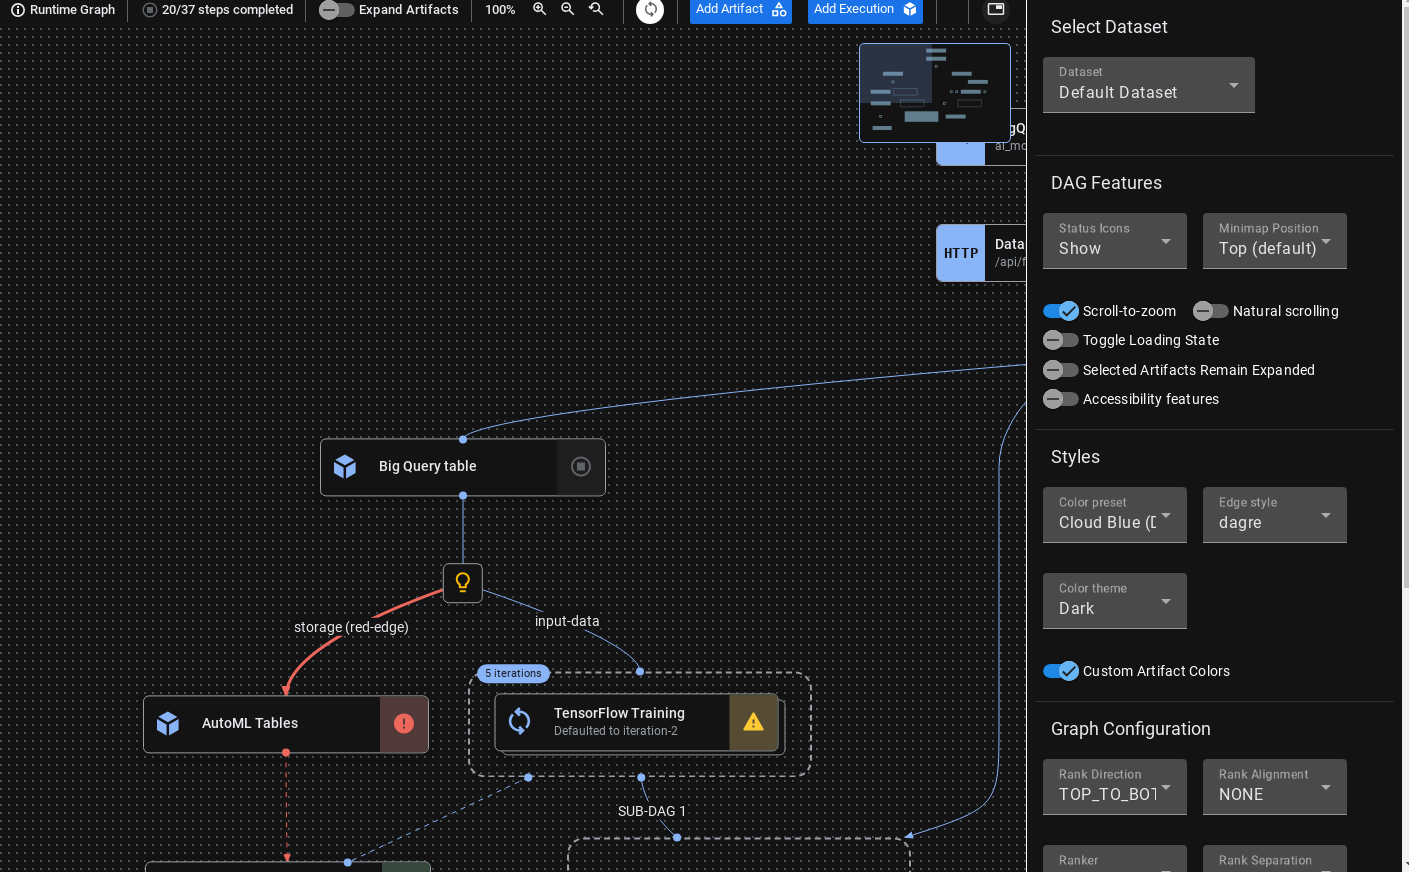 Runtime Graph
20/37 steps completed
Expand Artifacts
100%
Add Artifact
Add Execution
HTTP
Data
/api/f
Big Query table
storage (red-edge)
input-data
5 iterations
AutoML Tables
TensorFlow Training
Defaulted to iteration-2
SUB-DAG 1
Select Dataset
Dataset
Default Dataset
DAG Features
Status Icons
Show
Minimap Position
Top (default)
Scroll-to-zoom
Natural scrolling
Toggle Loading State
Selected Artifacts Remain Expanded
Accessibility features
Styles
Color preset
Cloud Blue (D
Edge style
dagre
Color theme
Dark
Custom Artifact Colors
Graph Configuration
Rank Direction
TOP_TO_BOT
Rank Alignment
NONE
Ranker
Rank Separation